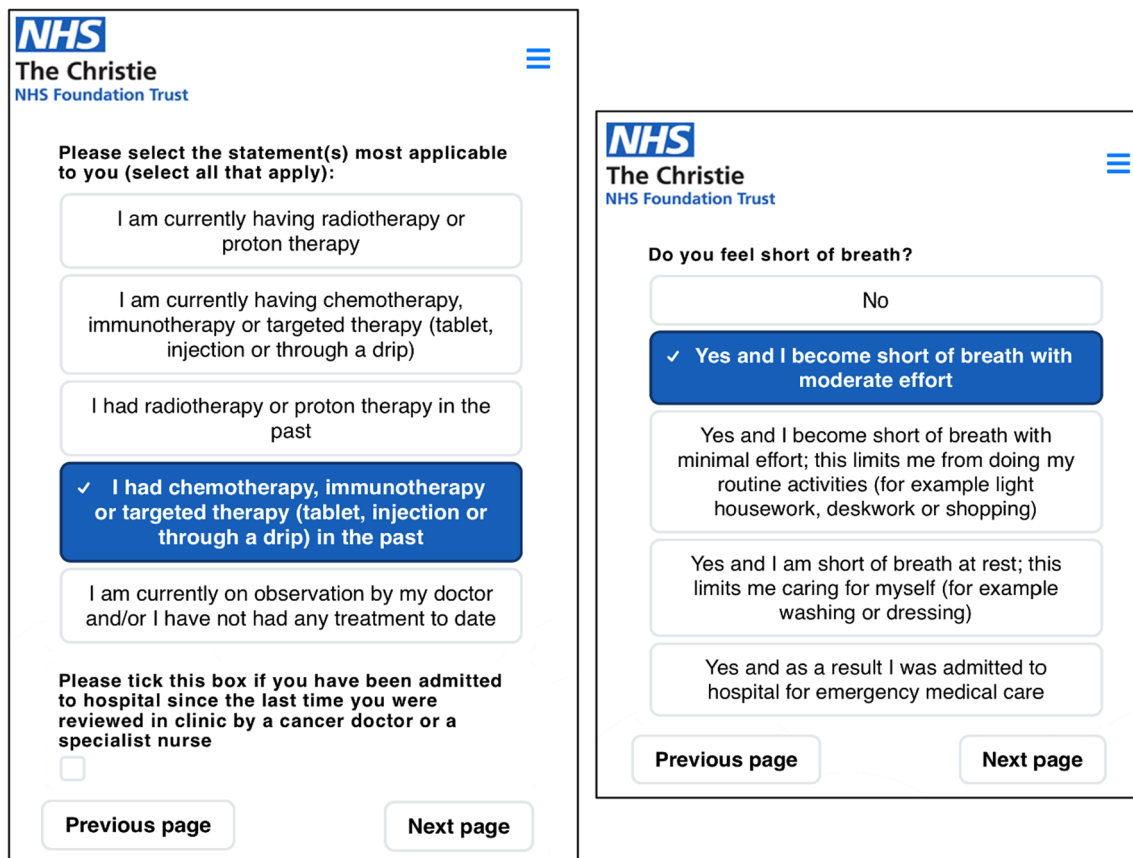 NHS
The Christie
NHS Foundation Trust
Please select the statement(s) most applicable
to you (select all that apply):
I am currently having radiotherapy or
proton therapy
I am currently having chemotherapy,
immunotherapy or targeted therapy (tablet,
injection or through a drip)
I had radiotherapy or proton therapy in the
past
✓ I had chemotherapy, immunotherapy
or targeted therapy (tablet, injection or
through a drip) in the past
I am currently on observation by my doctor
and/or I have not had any treatment to date
Please tick this box if you have been admitted
to hospital since the last time you were
reviewed in clinic by a cancer doctor or a
specialist nurse
Previous page
Next page
NHS
The Christie
NHS Foundation Trust
Do you feel short of breath?
No
✓ Yes and I become short of breath with
moderate effort
Yes and I become short of breath with
minimal effort; this limits me from doing my
routine activities (for example light
housework, deskwork or shopping)
Yes and I am short of breath at rest; this
limits me caring for myself (for example
washing or dressing)
Yes and as a result I was admitted to
hospital for emergency medical care
Previous page
Next page